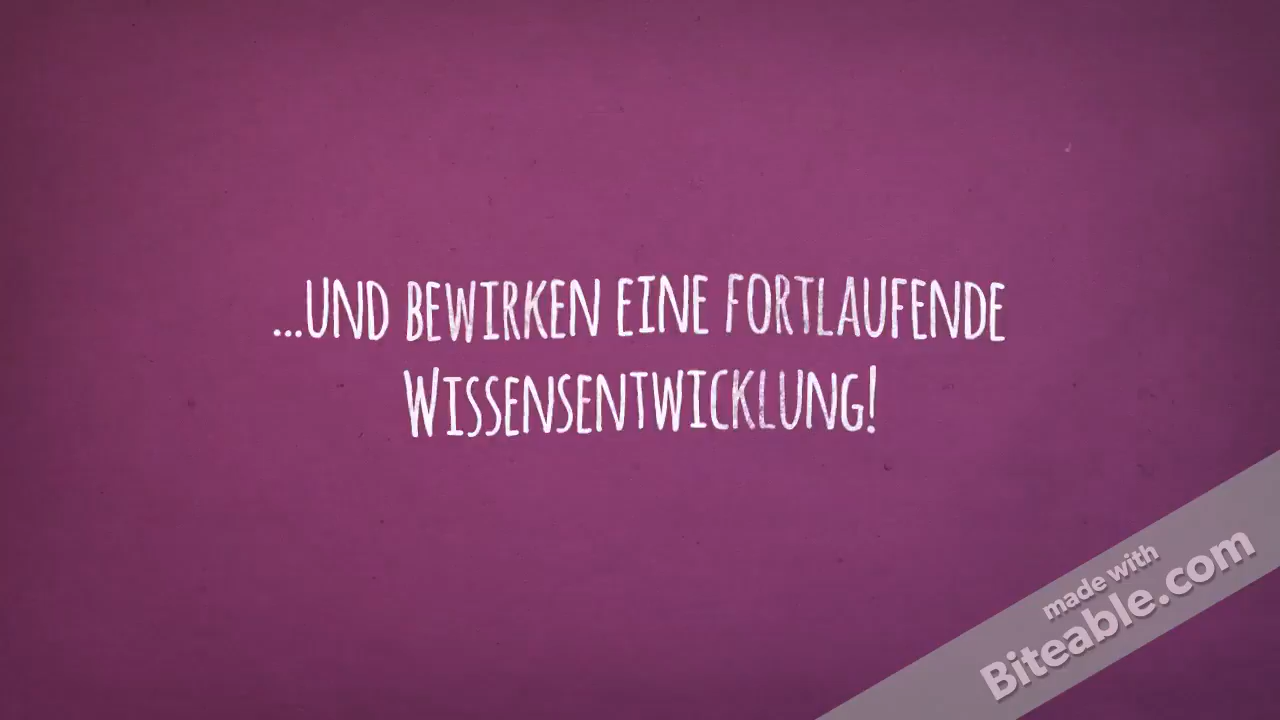 ...UND BEWIRKEN EINE FORTLAUFENDE
WISSENSENTWICKLUNG!
made with
Biteable.com